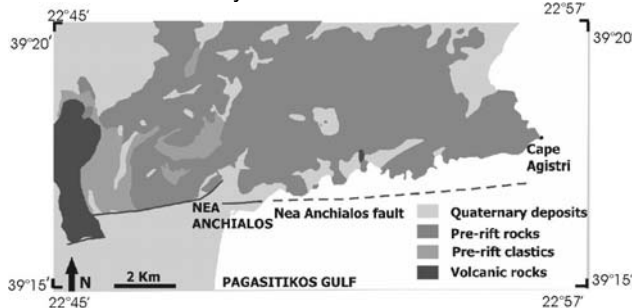 22°45' 22°57'
39°20' 39°20'
Cape
Agistri
NEA
ANCHIALOS
Nea Anchialos fault
Quaternary deposits
Pre-rift rocks
Pre-rift clastics
Volcanic rocks
N 2 Km PAGASITIKOS GULF
39°15' 39°15'
22°45' 22°57'